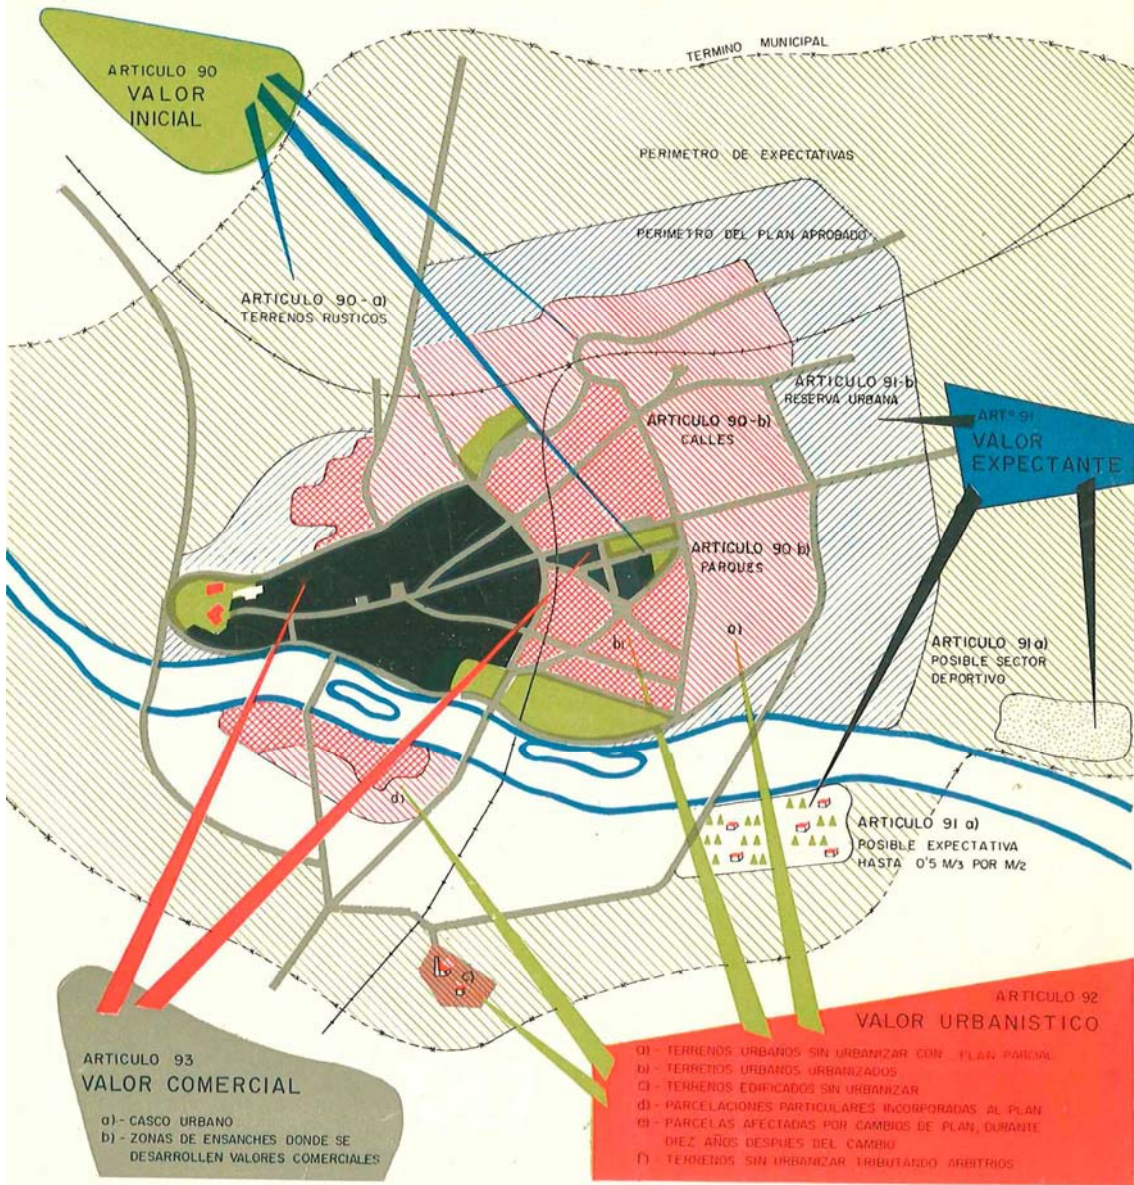 TERMINO MUNICIPAL
ARTICULO 90
VALOR
INICIAL
PERIMETRO DE EXPECTATIVAS
PERIMETRO DEL PLAN APROBADO
ARTICULO 90-a)
TERRENOS RUSTICOS
ARTICULO 91-b)
RESERVA URBANA
ARTº 91
VALOR
EXPECTANTE
ARTICULO 90-b)
CALLES
ARTICULO 90 b)
PARQUES
b)
a)
ARTICULO 91 a)
POSIBLE SECTOR
DEPORTIVO
d)
ARTICULO 91 a)
POSIBLE EXPECTATIVA
HASTA 0'5 M/3 POR M/2
c)
ARTICULO 93
VALOR COMERCIAL
a)- CASCO URBANO
b)- ZONAS DE ENSANCHES DONDE SE
DESARROLLEN VALORES COMERCIALES
ARTICULO 92
VALOR URBANISTICO
a)- TERRENOS URBANOS SIN URBANIZAR CON PLAN PARCIAL
b)- TERRENOS URBANOS URBANIZADOS
c)- TERRENOS EDIFICADOS SIN URBANIZAR
d)- PARCELACIONES PARTICULARES INCORPORADAS AL PLAN
e)- PARCELAS AFECTADAS POR CAMBIOS DE PLAN, DURANTE
DIEZ AÑOS DESPUES DEL CAMBIO
f)- TERRENOS SIN URBANIZAR TRIBUTANDO ARBITRIOS